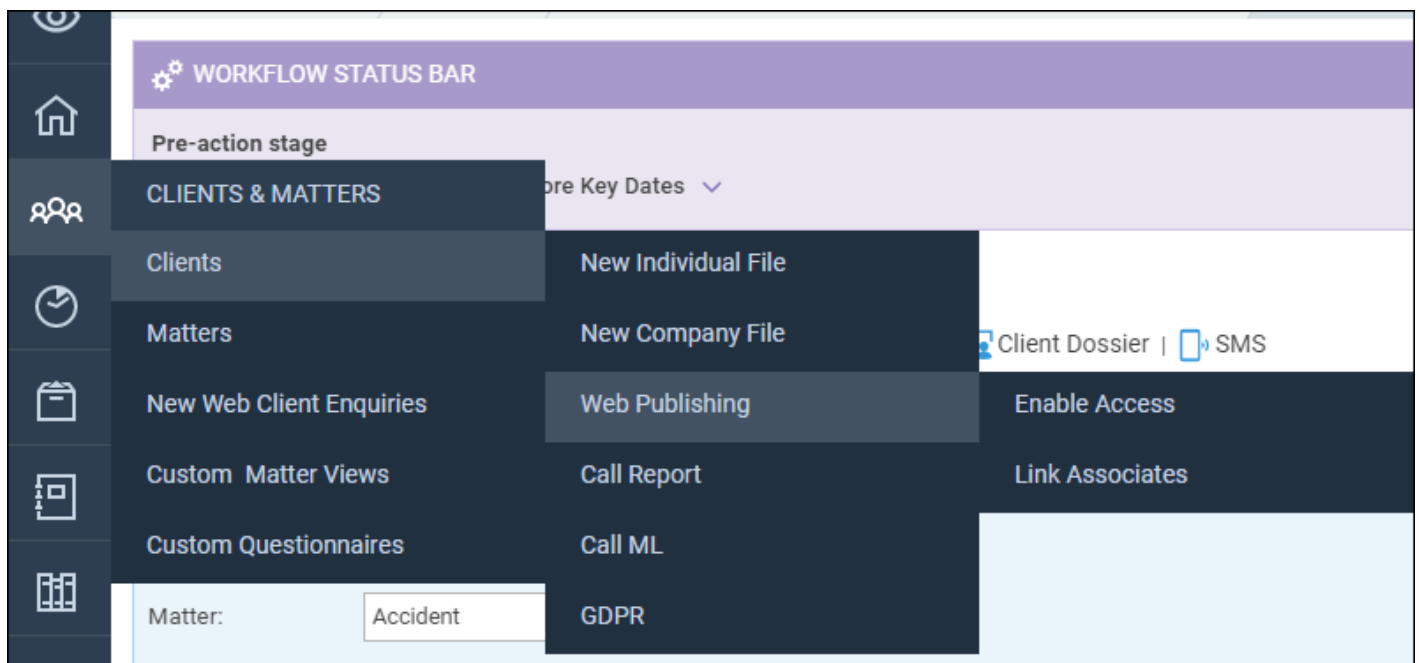 WORKFLOW STATUS BAR
Pre-action stage
CLIENTS & MATTERS
Key Dates
Clients
New Individual File
Matters
New Company File
Client Dossier | SMS
New Web Client Enquiries
Web Publishing
Enable Access
Custom Matter Views
Call Report
Link Associates
Custom Questionnaires
Call ML
Matter:
Accident
GDPR